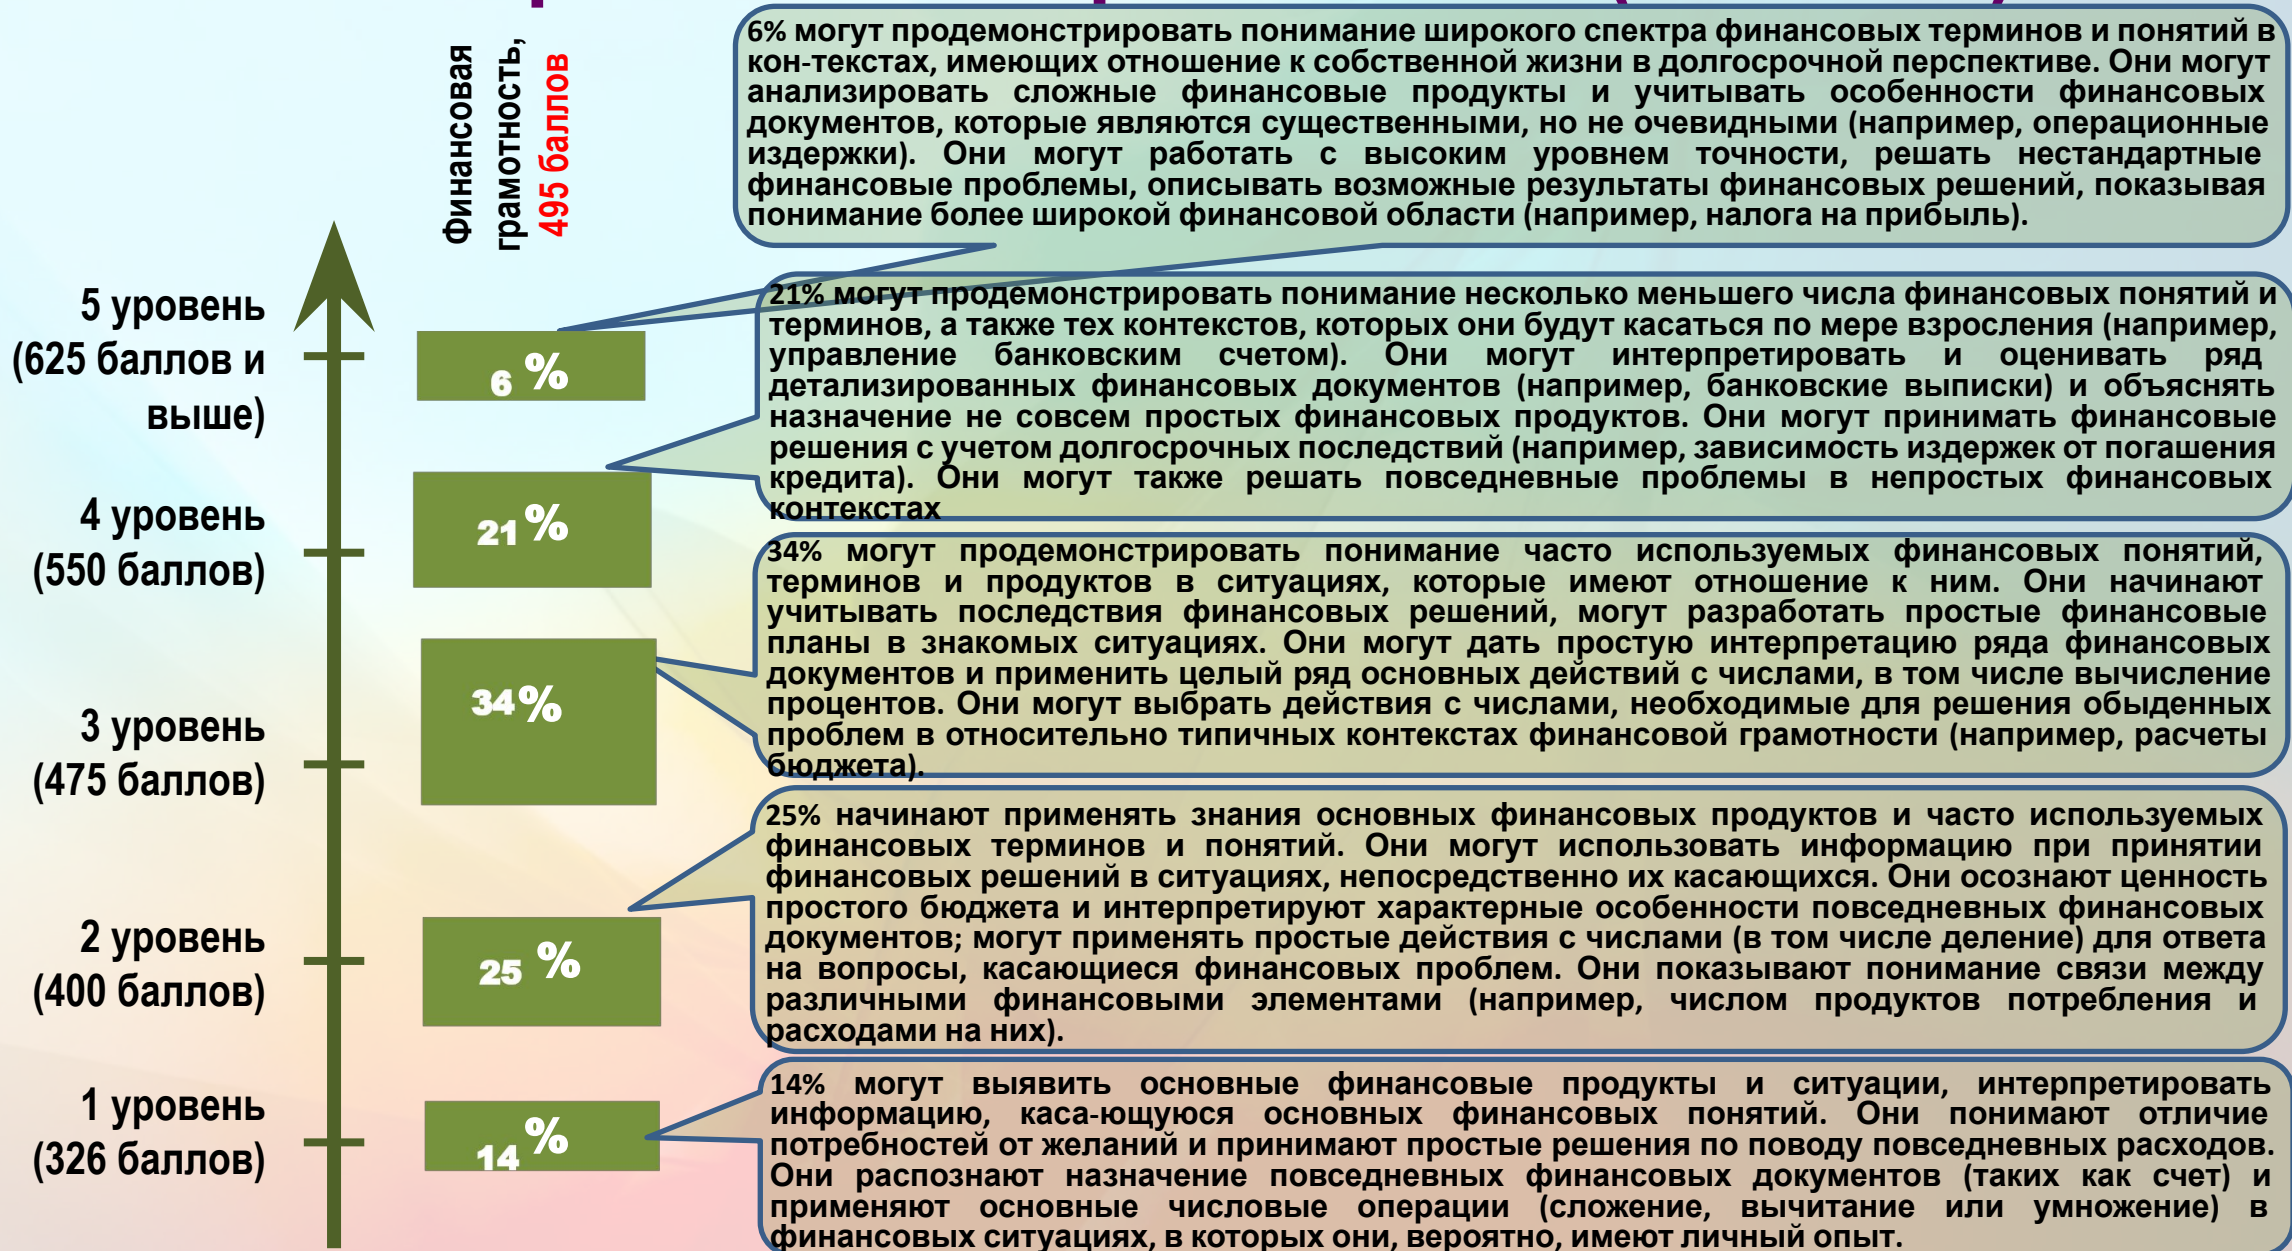 Финансовая
грамотность,
495 баллов
6% могут продемонстрировать понимание широкого спектра финансовых терминов и понятий в
кон-текстах, имеющих отношение к собственной жизни в долгосрочной перспективе. Они могут
анализировать сложные финансовые продукты и учитывать особенности финансовых
документов, которые являются существенными, но не очевидными (например, операционные
издержки). Они могут работать с высоким уровнем точности, решать нестандартные
финансовые проблемы, описывать возможные результаты финансовых решений, показывая
понимание более широкой финансовой области (например, налога на прибыль).
5 уровень
(625 баллов и
выше)
6 %
21% могут продемонстрировать понимание несколько меньшего числа финансовых понятий и
терминов, а также тех контекстов, которых они будут касаться по мере взросления (например,
управление банковским счетом). Они могут интерпретировать и оценивать ряд
детализированных финансовых документов (например, банковские выписки) и объяснять
назначение не совсем простых финансовых продуктов. Они могут принимать финансовые
решения с учетом долгосрочных последствий (например, зависимость издержек от погашения
кредита). Они могут также решать повседневные проблемы в непростых финансовых
контекстах
4 уровень
(550 баллов)
21 %
34% могут продемонстрировать понимание часто используемых финансовых понятий,
терминов и продуктов в ситуациях, которые имеют отношение к ним. Они начинают
учитывать последствия финансовых решений, могут разработать простые финансовые
планы в знакомых ситуациях. Они могут дать простую интерпретацию ряда финансовых
документов и применить целый ряд основных действий с числами, в том числе вычисление
процентов. Они могут выбрать действия с числами, необходимые для решения обыденных
проблем в относительно типичных контекстах финансовой грамотности (например, расчеты
бюджета).
3 уровень
(475 баллов)
34%
25% начинают применять знания основных финансовых продуктов и часто используемых
финансовых терминов и понятий. Они могут использовать информацию при принятии
финансовых решений в ситуациях, непосредственно их касающихся. Они осознают ценность
простого бюджета и интерпретируют характерные особенности повседневных финансовых
документов; могут применять простые действия с числами (в том числе деление) для ответа
на вопросы, касающиеся финансовых проблем. Они показывают понимание связи между
различными финансовыми элементами (например, числом продуктов потребления и
расходами на них).
2 уровень
(400 баллов)
25 %
14% могут выявить основные финансовые продукты и ситуации, интерпретировать
информацию, каса-ющуюся основных финансовых понятий. Они понимают отличие
потребностей от желаний и принимают простые решения по поводу повседневных расходов.
Они распознают назначение повседневных финансовых документов (таких как счет) и
применяют основные числовые операции (сложение, вычитание или умножение) в
финансовых ситуациях, в которых они, вероятно, имеют личный опыт.
1 уровень
(326 баллов)
14 %